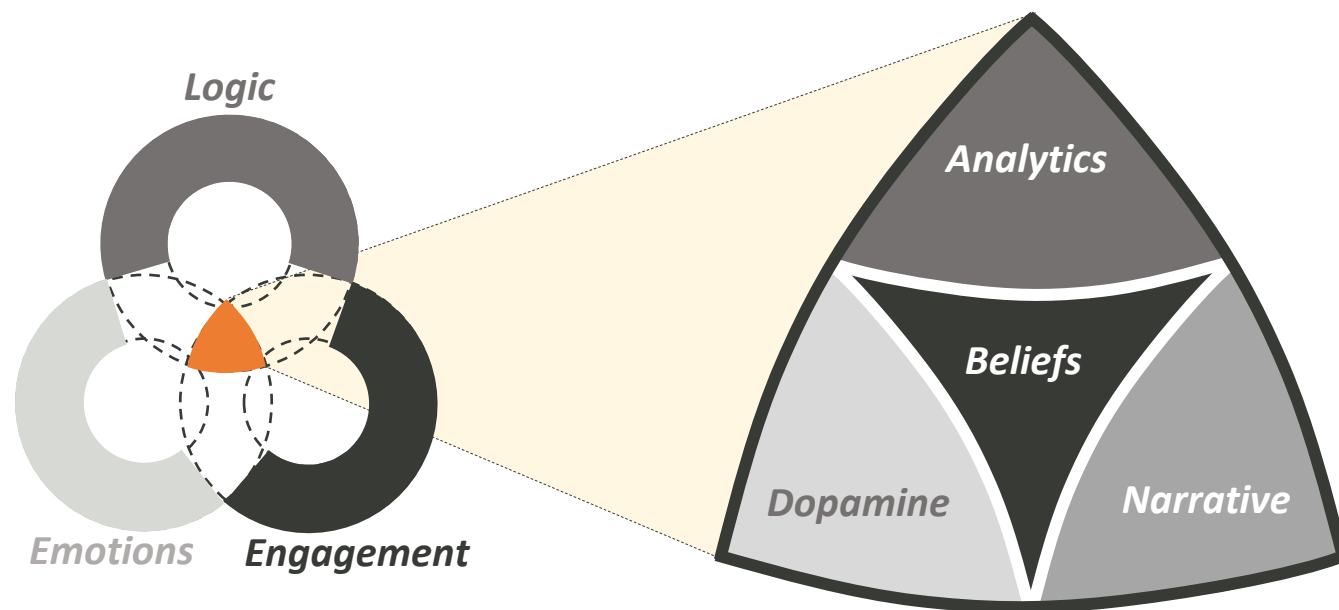 Logic
Emotions
Engagement
Analytics
Beliefs
Dopamine
Narrative